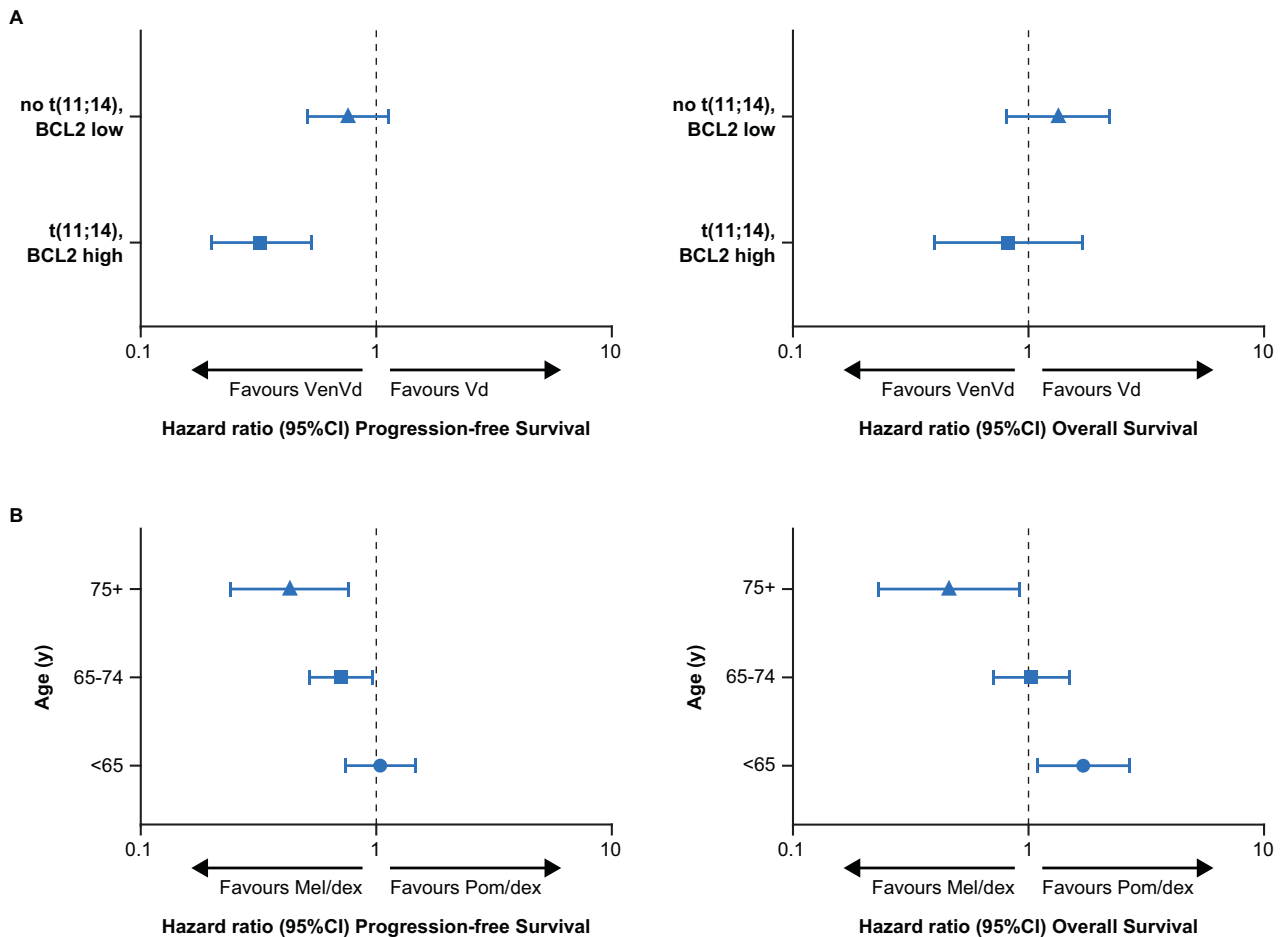 A
no t(11;14),
BCL2 low
t(11;14),
BCL2 high
0.1
1
10
Favours VenVd
Favours Vd
Hazard ratio (95%CI) Progression-free Survival
no t(11;14),
BCL2 low
t(11;14),
BCL2 high
0.1
1
10
Favours VenVd
Favours Vd
Hazard ratio (95%CI) Overall Survival
B
Age (y)
75+
65-74
<65
0.1
1
10
Favours Mel/dex
Favours Pom/dex
Hazard ratio (95%CI) Progression-free Survival
Age (y)
75+
65-74
<65
0.1
1
10
Favours Mel/dex
Favours Pom/dex
Hazard ratio (95%CI) Overall Survival